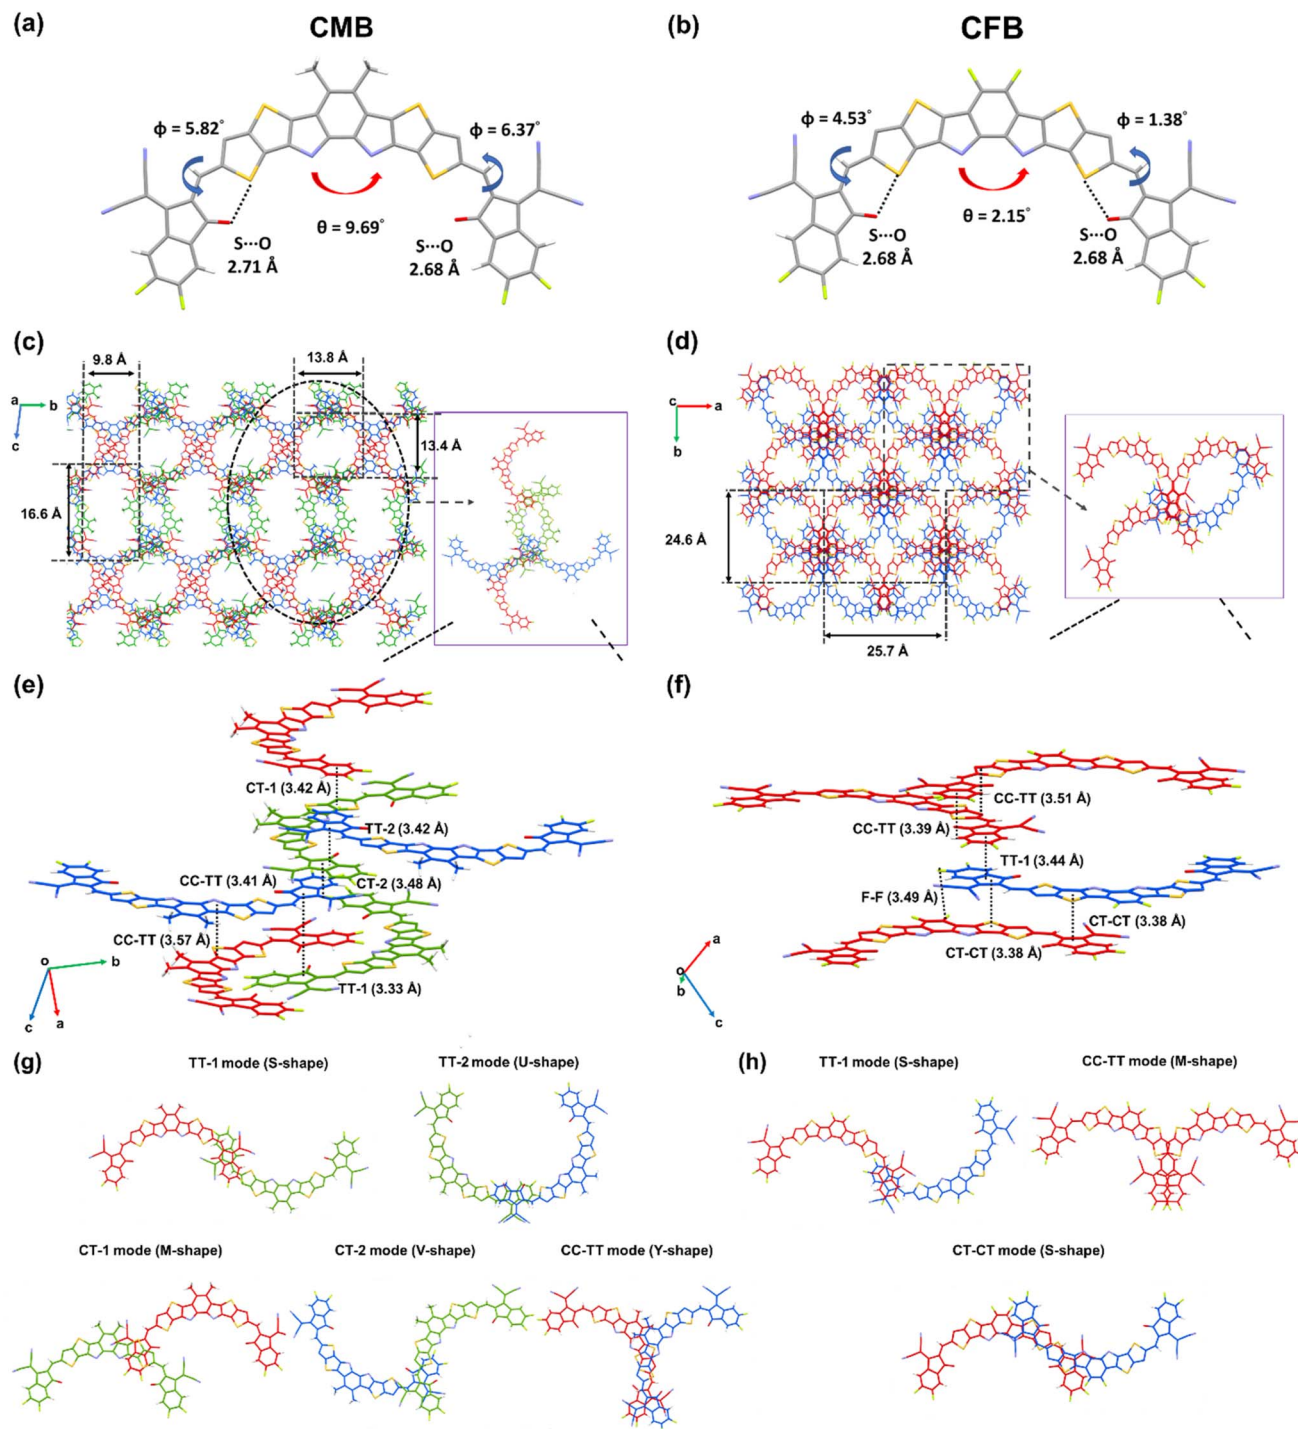 (a)
CMB
ϕ = 5.82°
ϕ = 6.37°
θ = 9.69°
S···O
2.71 Å
S···O
2.68 Å
(b)
CFB
ϕ = 4.53°
ϕ = 1.38°
θ = 2.15°
S···O
2.68 Å
S···O
2.68 Å
(c)
9.8 Å
13.8 Å
a
b
c
13.4 Å
16.6 Å
(d)
c
a
b
24.6 Å
25.7 Å
(e)
CT-1 (3.42 Å)
TT-2 (3.42 Å)
CC-TT (3.41 Å)
CT-2 (3.48 Å)
CC-TT (3.57 Å)
TT-1 (3.33 Å)
o
b
c
a
(f)
CC-TT (3.51 Å)
CC-TT (3.39 Å)
TT-1 (3.44 Å)
F-F (3.49 Å)
CT-CT (3.38 Å)
CT-CT (3.38 Å)
a
o
b
c
(g)
TT-1 mode (S-shape)
TT-2 mode (U-shape)
CT-1 mode (M-shape)
CT-2 mode (V-shape)
CC-TT mode (Y-shape)
(h)
TT-1 mode (S-shape)
CC-TT mode (M-shape)
CT-CT mode (S-shape)